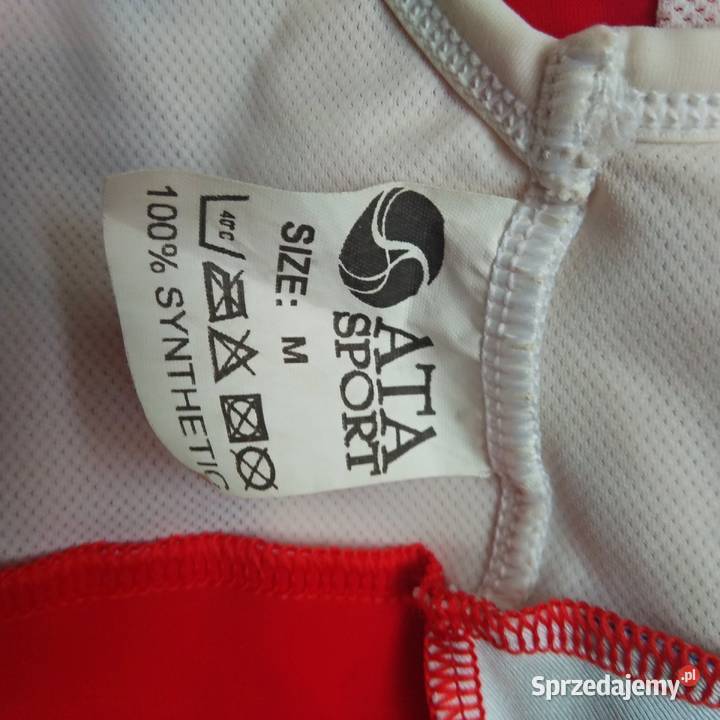 ATA
SPORT
SIZE: M
40°C
100% SYNTHETIC
Sprzedajemy.pl